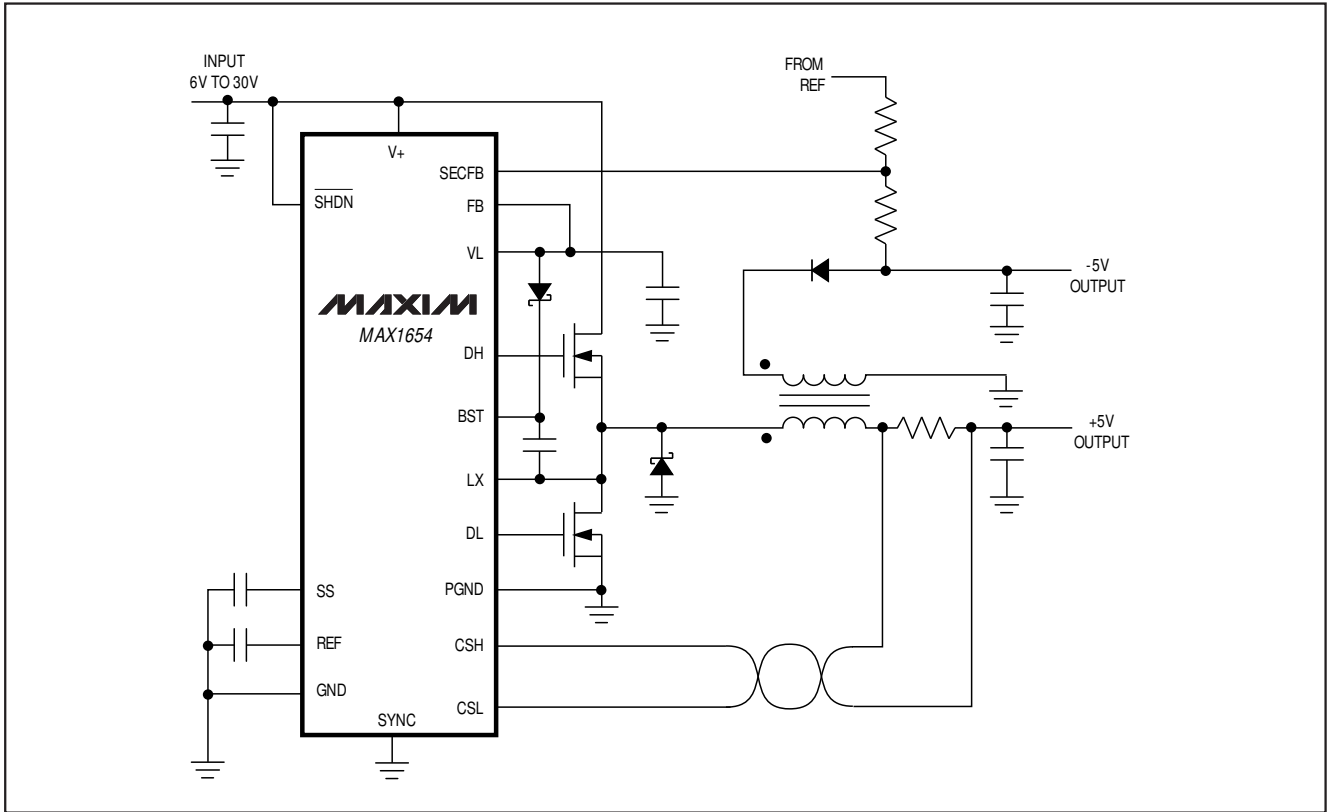 INPUT
6V TO 30V
FROM
REF
V+
SECFB
SHDN
FB
VL
-5V
OUTPUT
MAXIM
MAX1654
DH
BST
+5V
OUTPUT
LX
DL
SS
PGND
REF
CSH
GND
CSL
SYNC